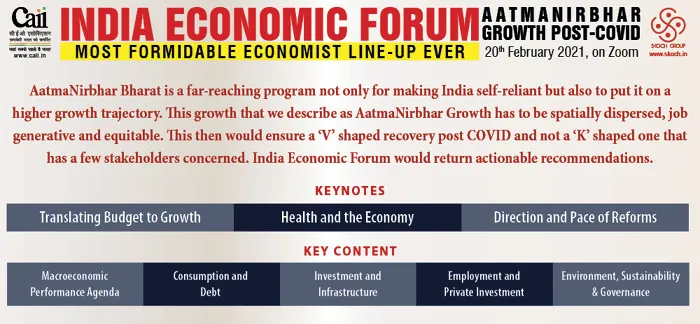 Caii
सी ई ओ एसोसिएशन
www.caii.in
INDIA ECONOMIC FORUM
MOST FORMIDABLE ECONOMIST LINE-UP EVER
AATMANIRBHAR
GROWTH POST-COVID
20th February 2021, on Zoom
SKOCH GROUP
www.skoch.in
AatmaNirbhar Bharat is a far-reaching program not only for making India self-reliant but also to put it on a
higher growth trajectory. This growth that we describe as AatmaNirbhar Growth has to be spatially dispersed, job
generative and equitable. This then would ensure a ‘V’ shaped recovery post COVID and not a ‘K’ shaped one that
has a few stakeholders concerned. India Economic Forum would return actionable recommendations.
KEYNOTES
Translating Budget to Growth
Health and the Economy
Direction and Pace of Reforms
KEY CONTENT
Macroeconomic
Performance Agenda
Consumption and
Debt
Investment and
Infrastructure
Employment and
Private Investment
Environment, Sustainability
& Governance